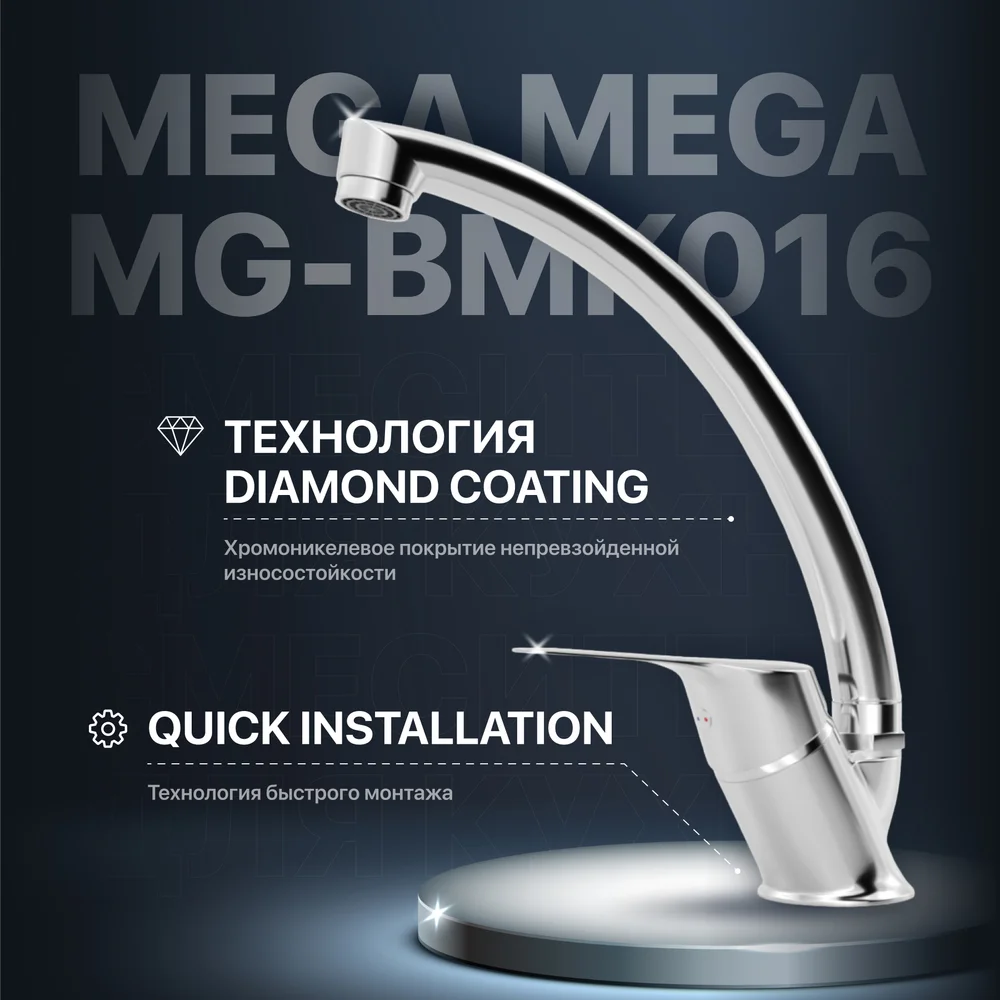 MEGA MEGA
MG-BMK016
ТЕХНОЛОГИЯ
DIAMOND COATING
Хромоникелевое покрытие непревзойденной
износостойкости
QUICK INSTALLATION
Технология быстрого монтажа